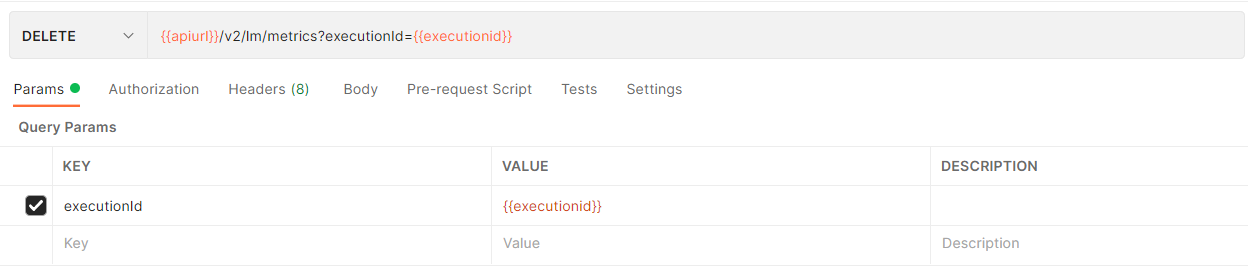 DELETE {{apiurl}}/v2/lm/metrics?executionId={{executionid}}
Params Authorization Headers (8) Body Pre-request Script Tests Settings
Query Params
KEY VALUE DESCRIPTION
executionId {{executionid}}
Key Value Description